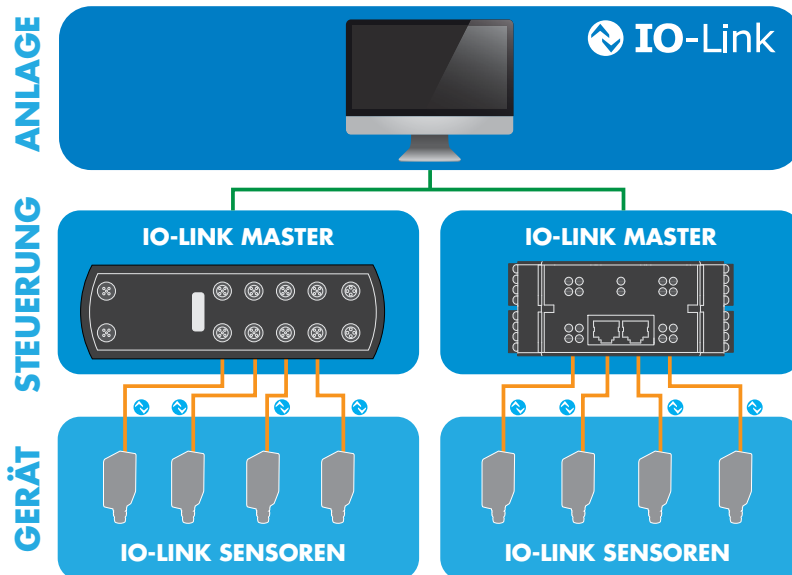 ANLAGE
IO-Link
STEUERUNG
IO-LINK MASTER
IO-LINK MASTER
GERÄT
IO-LINK SENSOREN
IO-LINK SENSOREN